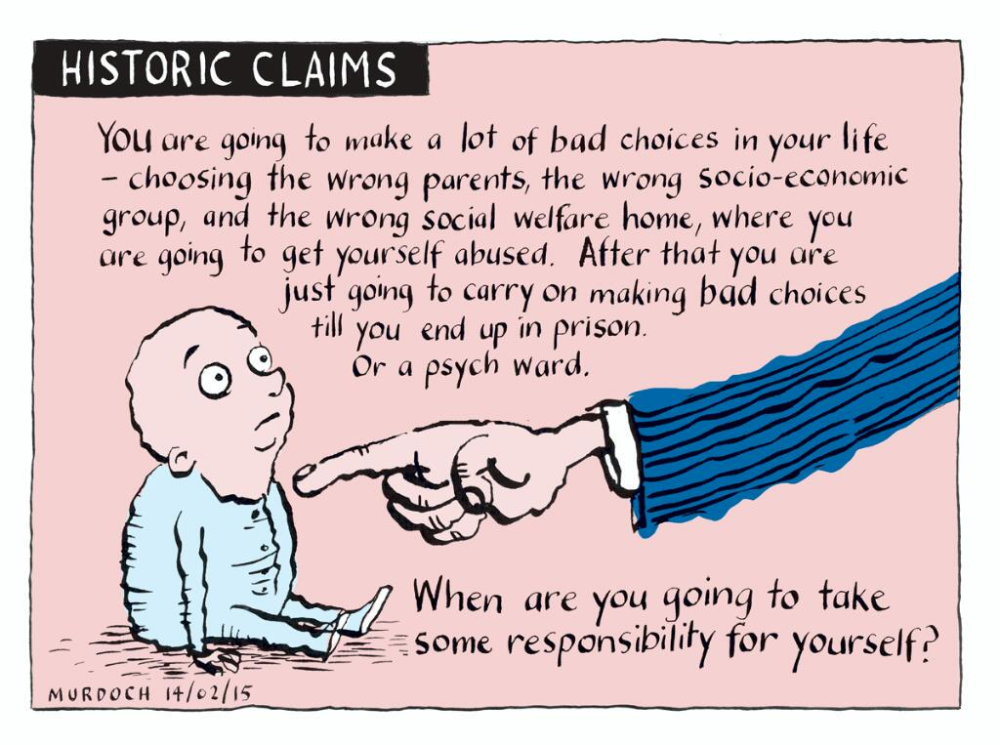 HISTORIC CLAIMS
YOU are going to make a lot of bad choices in your life
– choosing the wrong parents, the wrong socio-economic
group, and the wrong social welfare home, where you
are going to get yourself abused. After that you are
just going to carry on making bad choices
till you end up in prison.
Or a psych ward.
When are you going to take
some responsibility for yourself?
MURDOCH 14/02/15